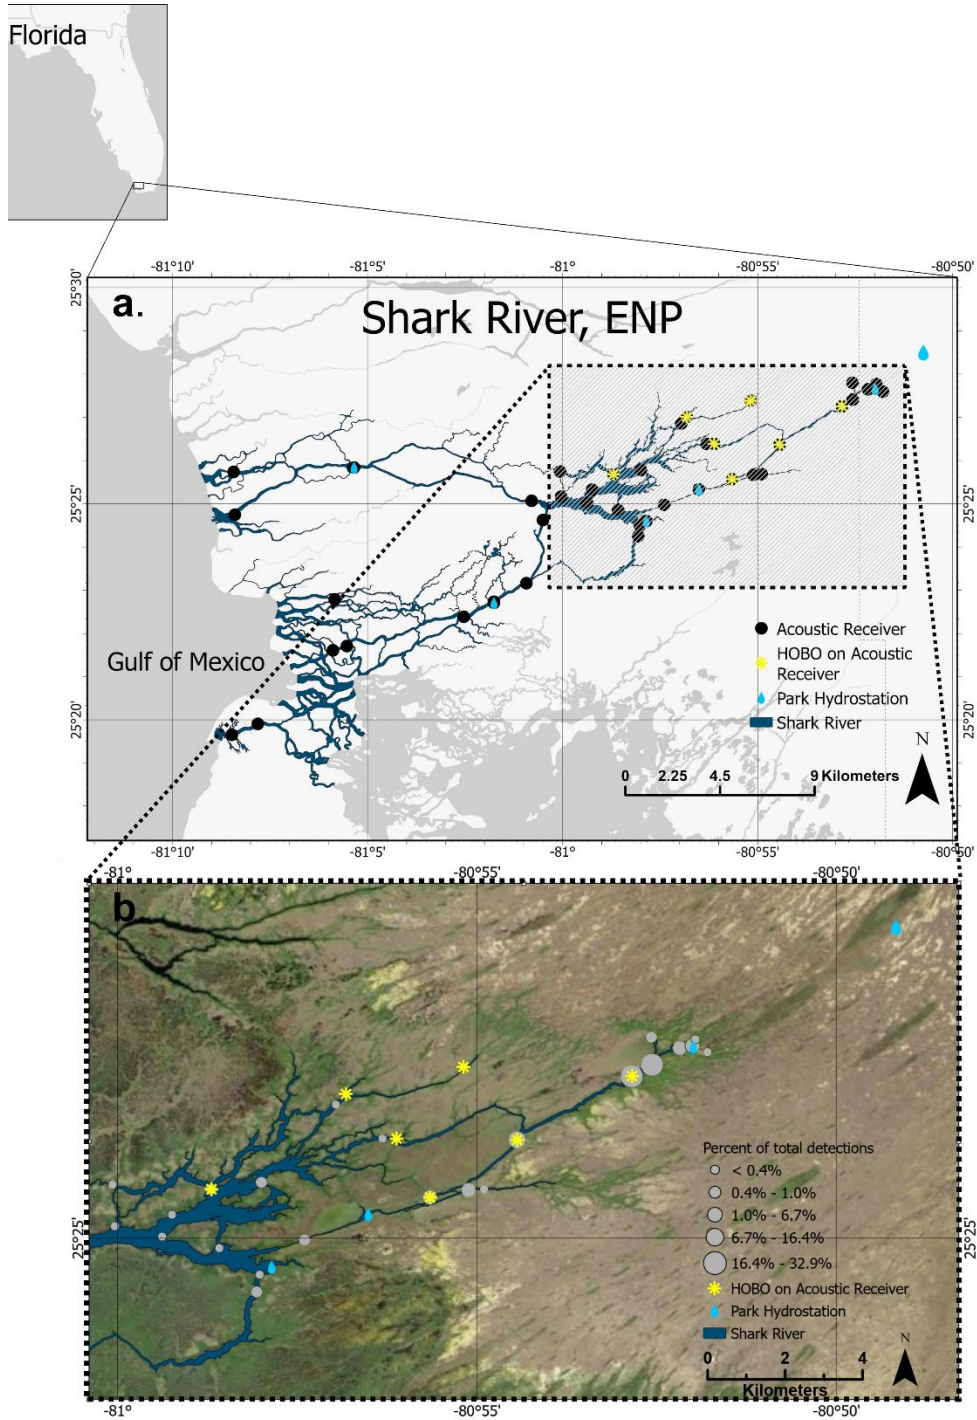 Florida
-81°10'
-81°5'
-81°
-80°55'
-80°50'
25°30'
25°30'
a.
Shark River, ENP
25°25'
25°25'
Gulf of Mexico
Acoustic Receiver
HOBO on Acoustic
Receiver
Park Hydrostation
Shark River
25°20'
25°20'
N
0 2.25 4.5 9 Kilometers
-81°10'
-81°5'
-81°
-80°55'
-80°50'
-81°
-80°55'
-80°50'
b
Percent of total detections
< 0.4%
0.4% - 1.0%
1.0% - 6.7%
6.7% - 16.4%
16.4% - 32.9%
HOBO on Acoustic Receiver
Park Hydrostation
Shark River
25°25'
25°25'
N
0 2 4
Kilometers
-81°
-80°55'
-80°50'